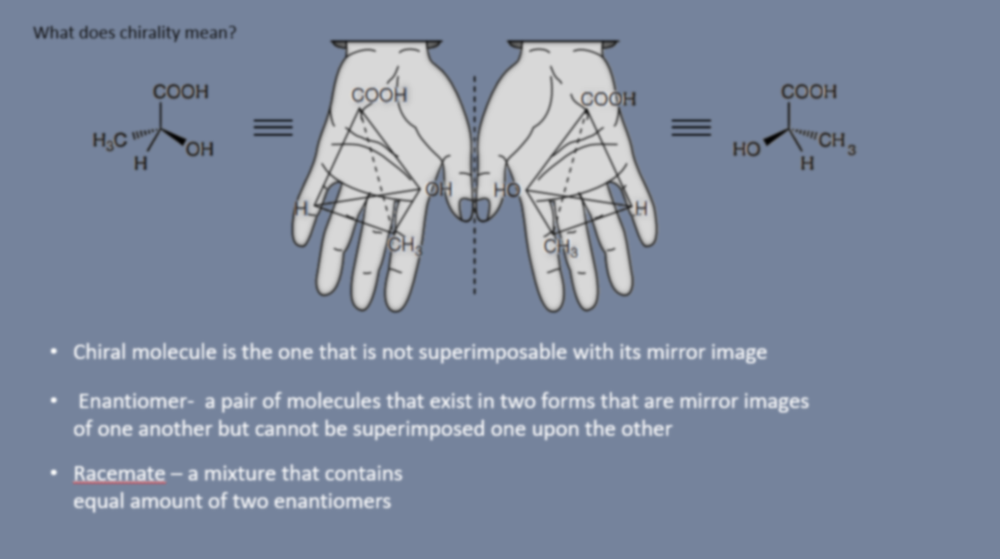 What does chirality mean?
COOH
H₃C
OH
H
COOH
OH
H
CH₃
COOH
HO
H
CH₃
COOH
HO
CH₃
H
• Chiral molecule is the one that is not superimposable with its mirror image
• Enantiomer- a pair of molecules that exist in two forms that are mirror images
of one another but cannot be superimposed one upon the other
• Racemate – a mixture that contains
equal amount of two enantiomers